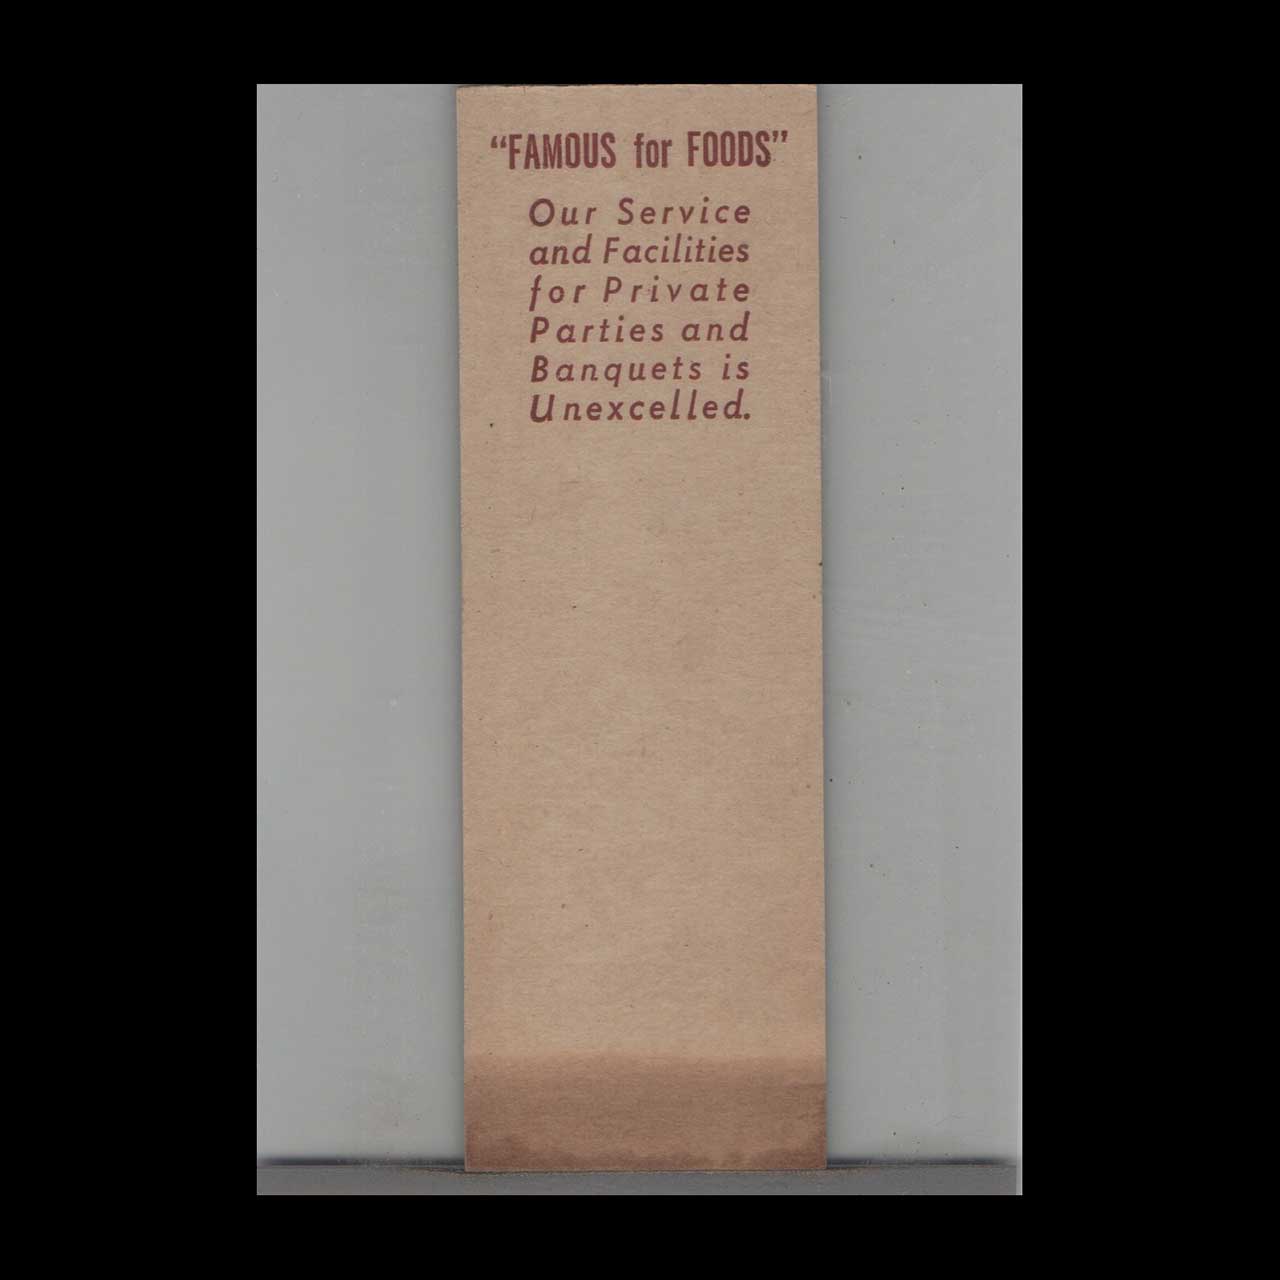 “FAMOUS for FOODS”
Our Service
and Facilities
for Private
Parties and
Banquets is
Unexcelled.